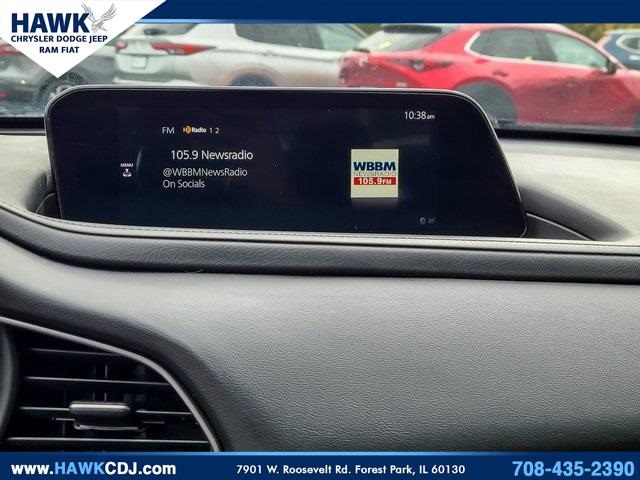 HAWK
CHRYSLER DODGE JEEP
RAM FIAT
10:38am
FM HD Radio 1 2
105.9 Newsradio
@WBBMNewsRadio
On Socials
MENU
WBBM
NEWSRADIO
105.9FM
www.HAWKCDJ.com
7901 W. Roosevelt Rd. Forest Park, IL 60130
708-435-2390